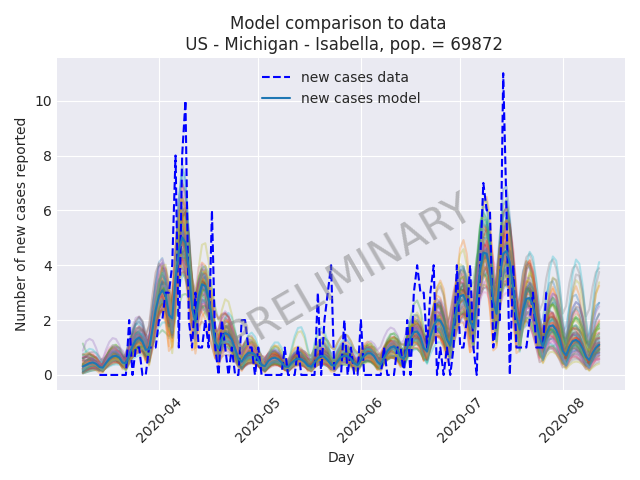 Model comparison to data
US - Michigan - Isabella, pop. = 69872
new cases data
new cases model
Number of new cases reported
10
8
6
4
2
0
PRELIMINARY
2020-04
2020-05
2020-06
2020-07
2020-08
Day